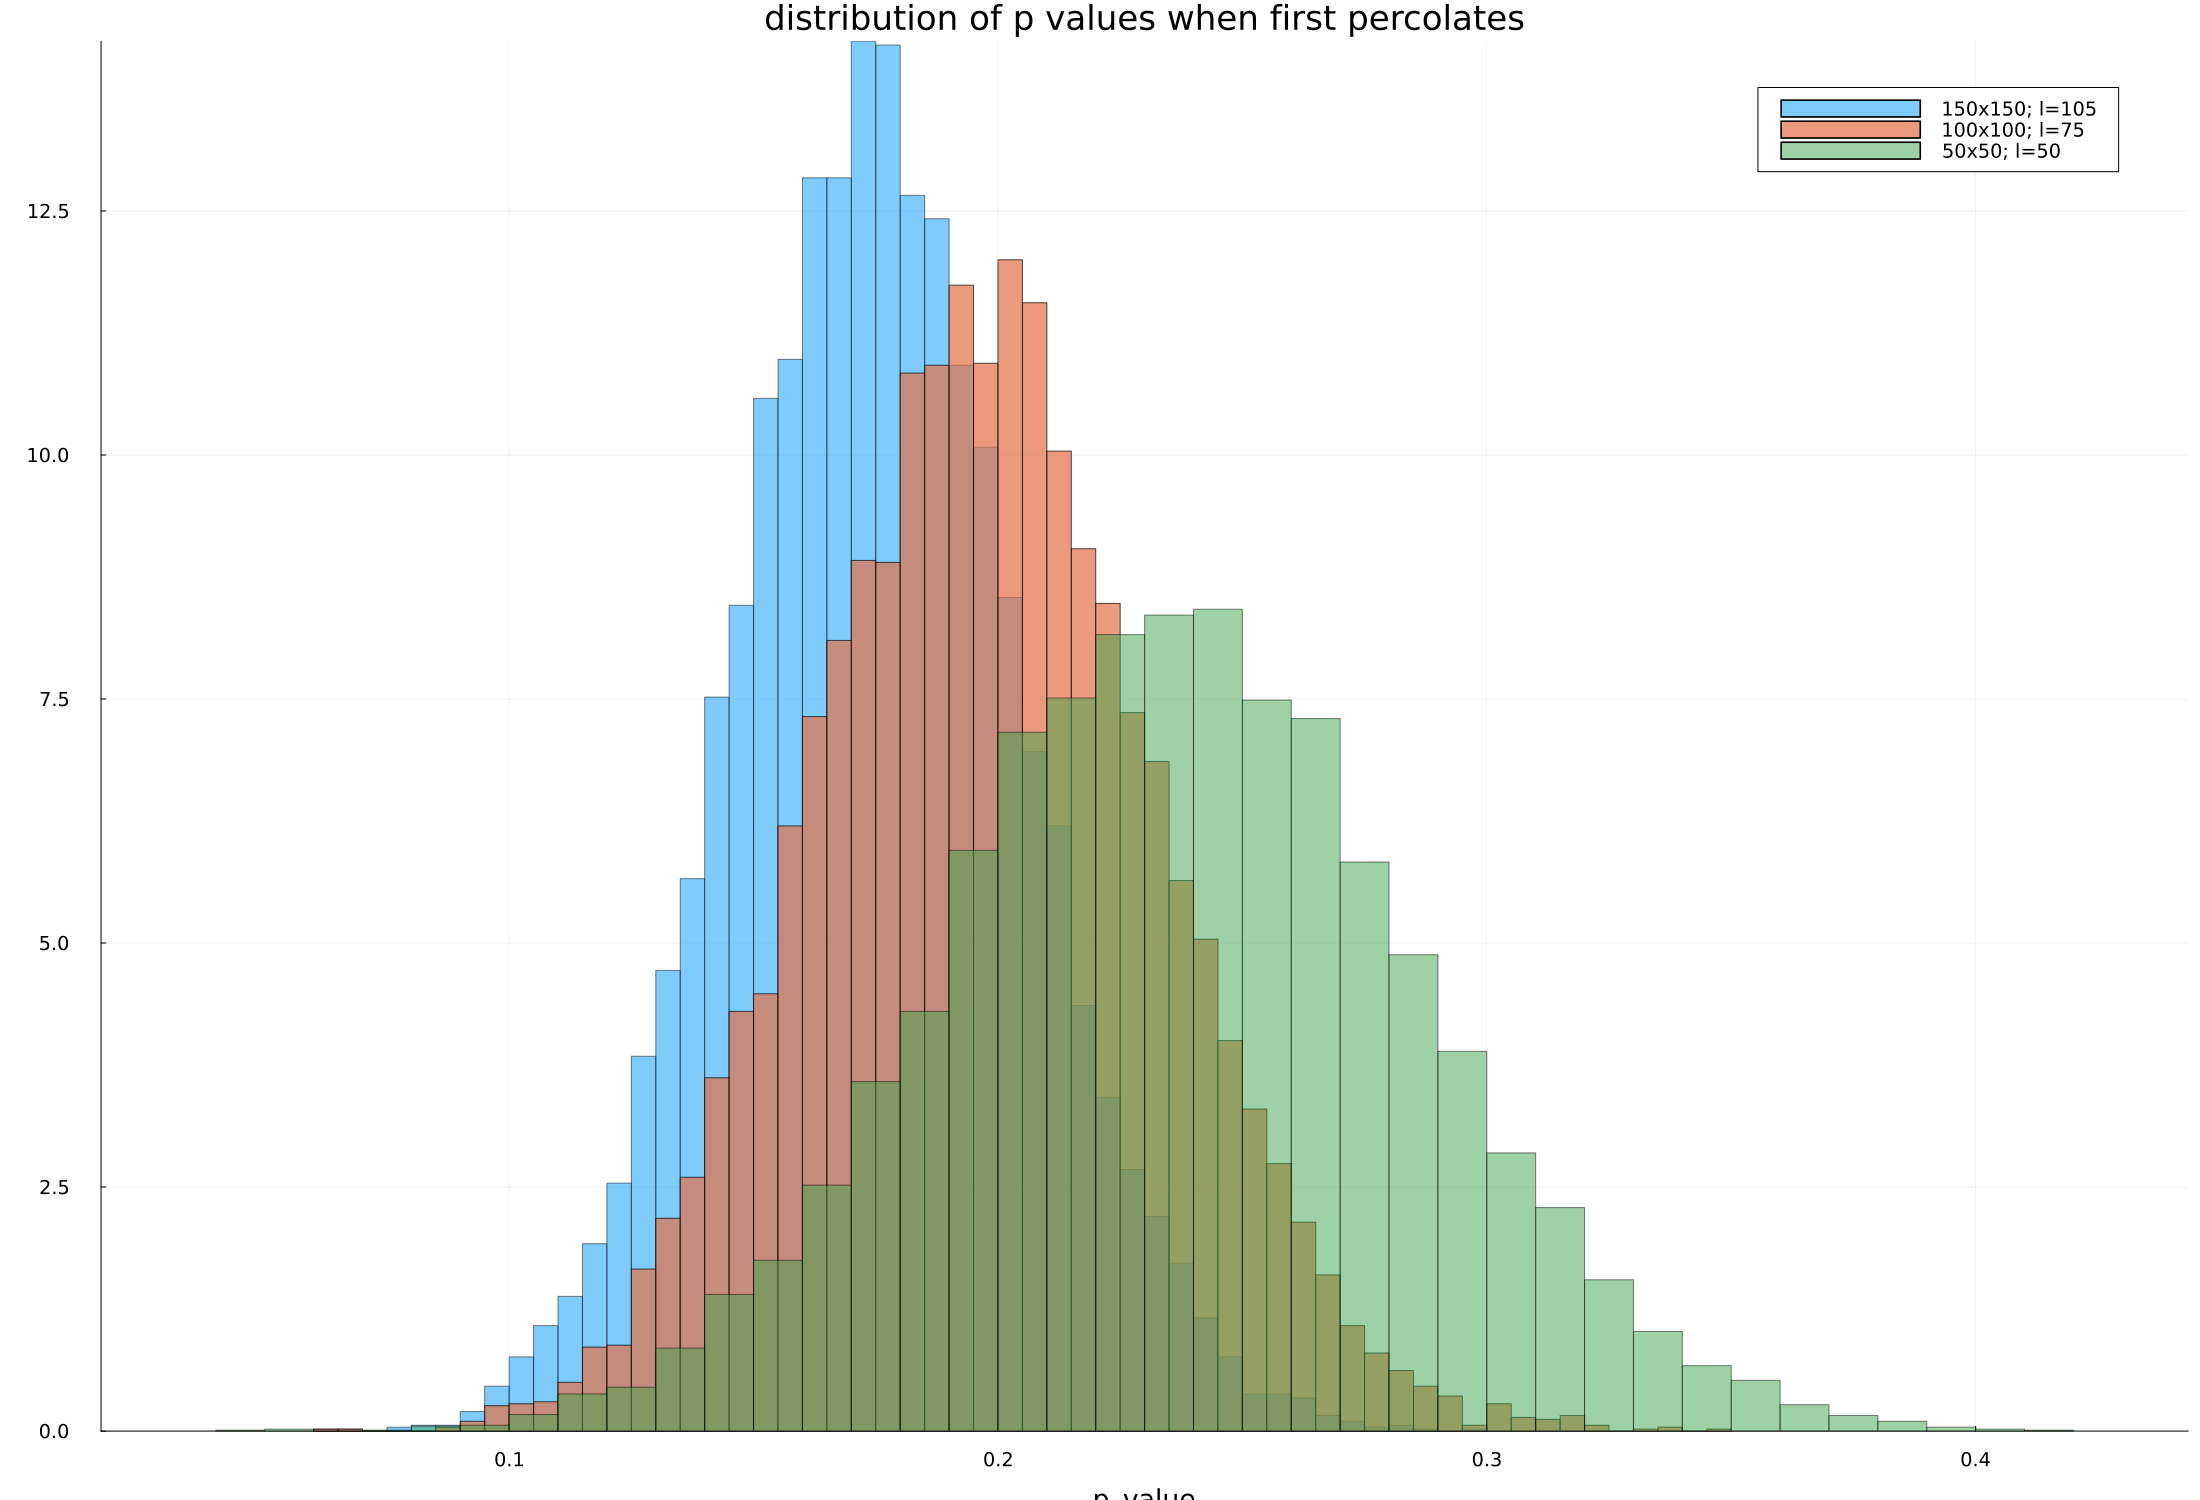 distribution of p values when first percolates
150x150; l=105
100x100; l=75
50x50; l=50
12.5
10.0
7.5
5.0
2.5
0.0
0.1 0.2 0.3 0.4